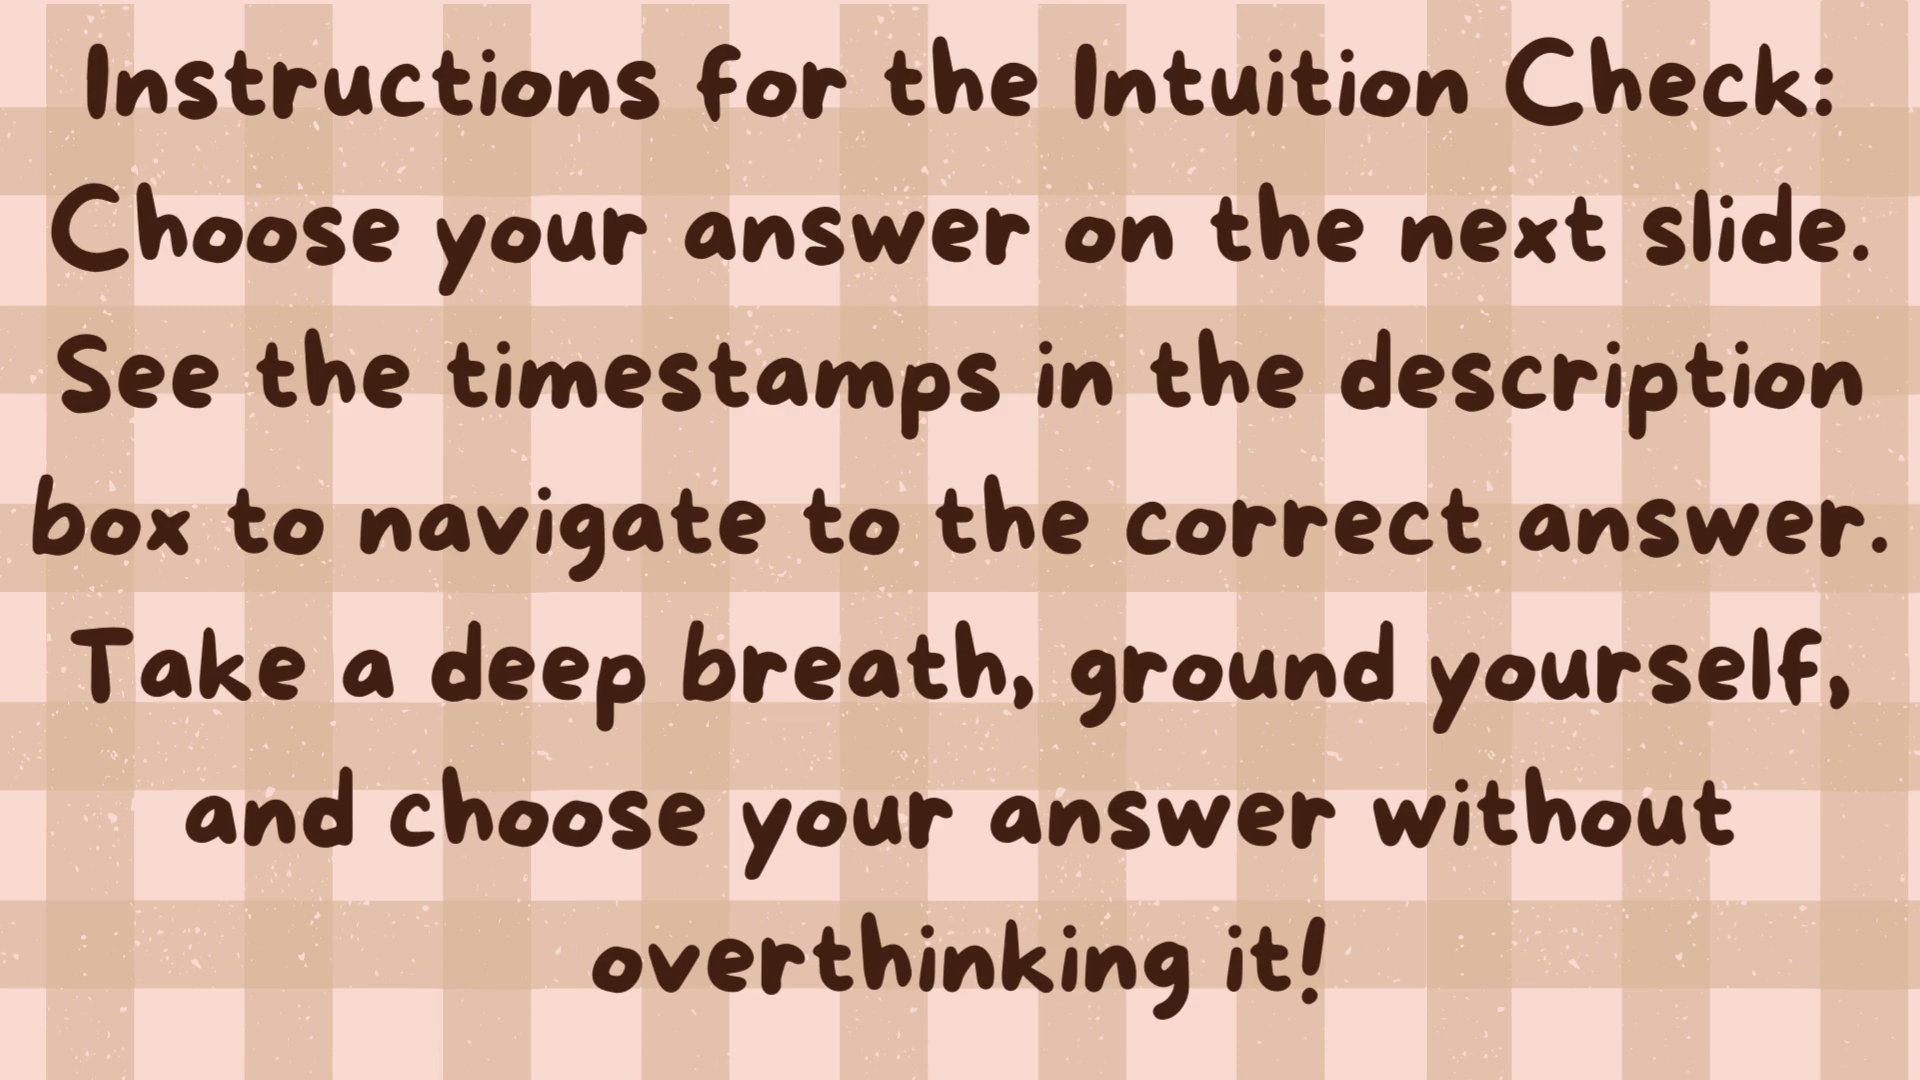 Instructions for the Intuition Check:
Choose your answer on the next slide.
See the timestamps in the description
box to navigate to the correct answer.
Take a deep breath, ground yourself,
and choose your answer without
overthinking it!